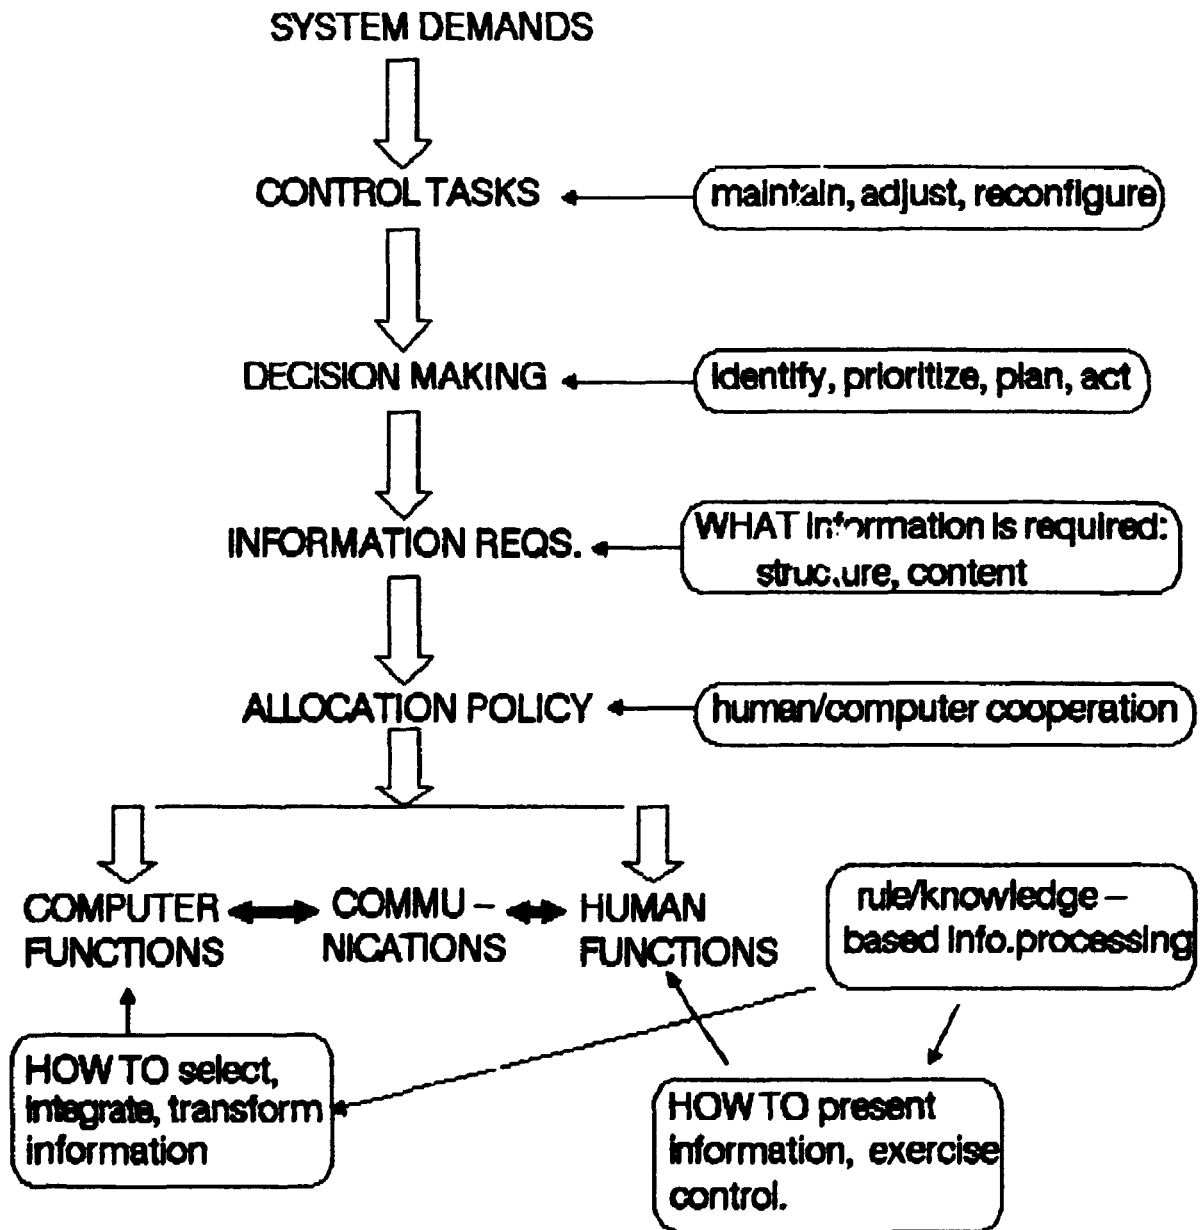 SYSTEM DEMANDS
CONTROL TASKS
maintain, adjust, reconfigure
DECISION MAKING
identify, prioritize, plan, act
INFORMATION REQS.
WHAT information is required:
structure, content
ALLOCATION POLICY
human/computer cooperation
COMPUTER
FUNCTIONS
COMMU –
NICATIONS
HUMAN
FUNCTIONS
rule/knowledge –
based info.processing
HOW TO select,
integrate, transform
information
HOW TO present
information, exercise
control.